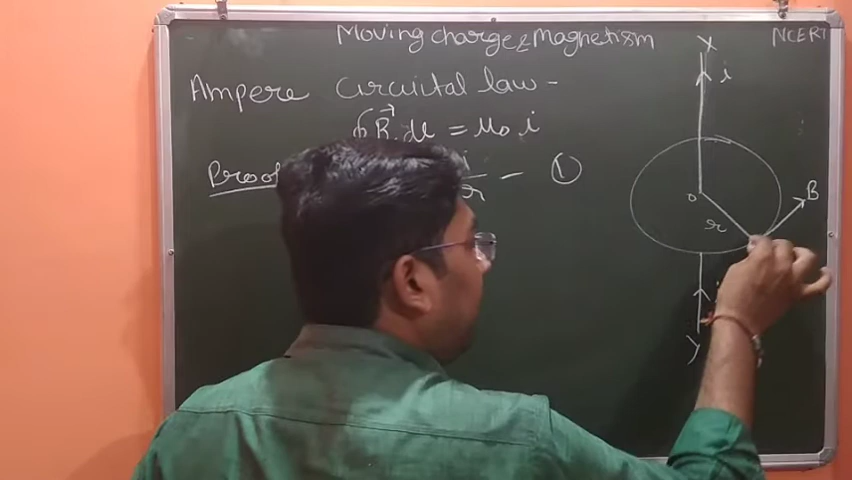 Moving charge & Magnetism
NCERT
Ampere Circuital law -
∮B⃗. dl = μ₀ i
Proof
i
r - ①
X
i
o
r
B
Y